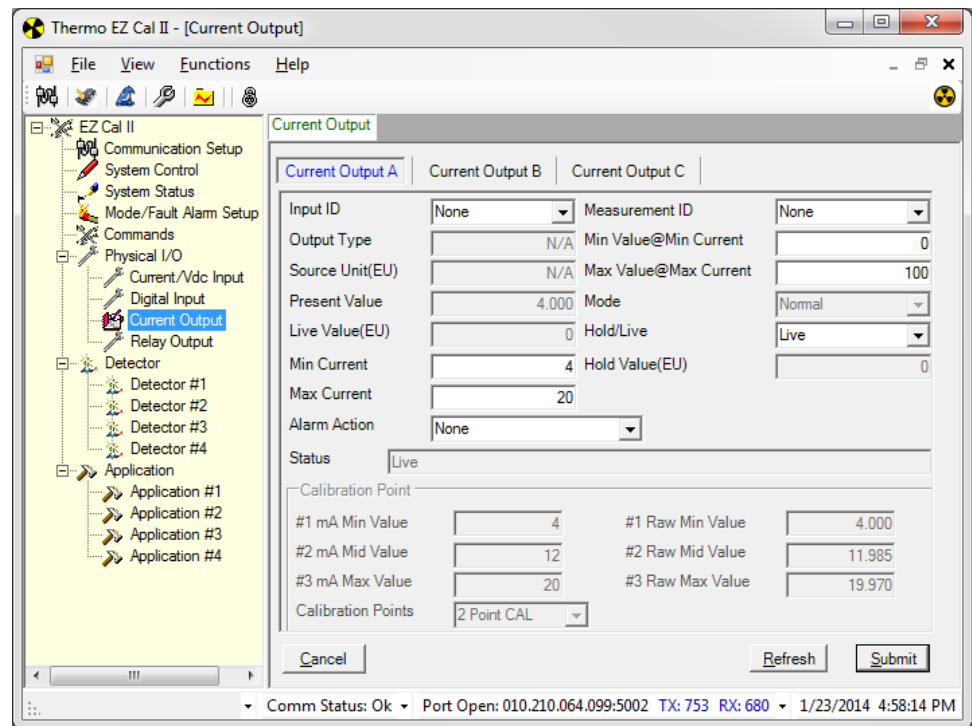 Thermo EZ Cal II - [Current Output]
File View Functions Help
EZ Cal II
Communication Setup
System Control
System Status
Mode/Fault Alarm Setup
Commands
Physical I/O
Current/Vdc Input
Digital Input
Current Output
Relay Output
Detector
Detector #1
Detector #2
Detector #3
Detector #4
Application
Application #1
Application #2
Application #3
Application #4
Current Output
Current Output A Current Output B Current Output C
Input ID None Measurement ID None
Output Type N/A Min Value@Min Current 0
Source Unit(EU) N/A Max Value@Max Current 100
Present Value 4.000 Mode Normal
Live Value(EU) 0 Hold/Live Live
Min Current 4 Hold Value(EU) 0
Max Current 20
Alarm Action None
Status Live
Calibration Point
#1 mA Min Value 4 #1 Raw Min Value 4.000
#2 mA Mid Value 12 #2 Raw Mid Value 11.985
#3 mA Max Value 20 #3 Raw Max Value 19.970
Calibration Points 2 Point CAL
Cancel Refresh Submit
Comm Status: Ok Port Open: 010.210.064.099:5002 TX: 753 RX: 680 1/23/2014 4:58:14 PM